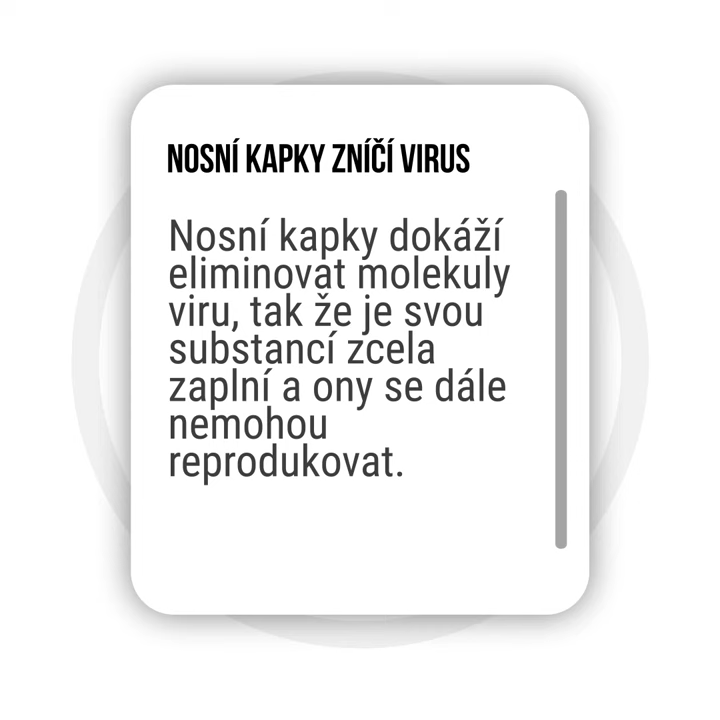 NOSNÍ KAPKY ZNÍČÍ VIRUS
Nosní kapky dokáží
eliminovat molekuly
viru, tak že je svou
substancí zcela
zaplní a ony se dále
nemohou
reprodukovat.